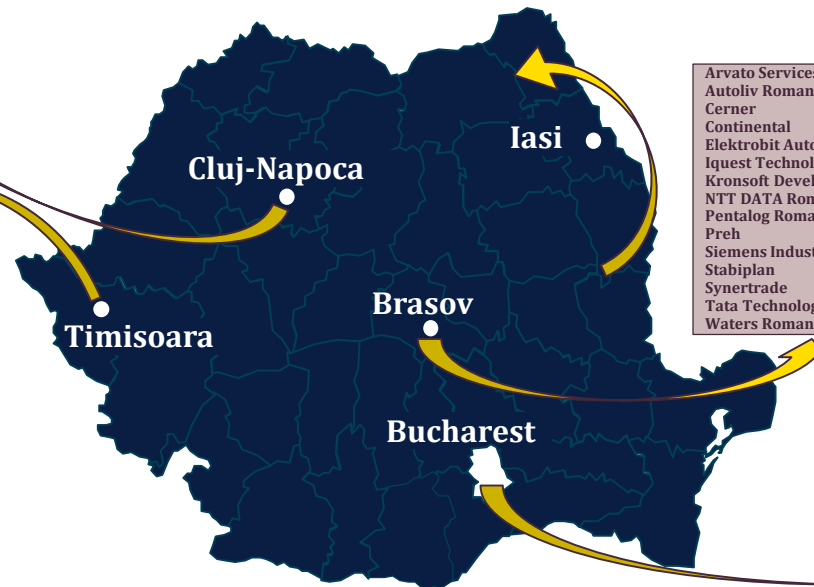 Iasi
Cluj-Napoca
Timisoara
Brasov
Bucharest
Arvato Services
Autoliv Roman
Cerner
Continental
Elektrobit Auto
Iquest Technol
Kronsoft Devel
NTT DATA Rom
Pentalog Roma
Preh
Siemens Indust
Stabiplan
Synertrade
Tata Technolog
Waters Roman